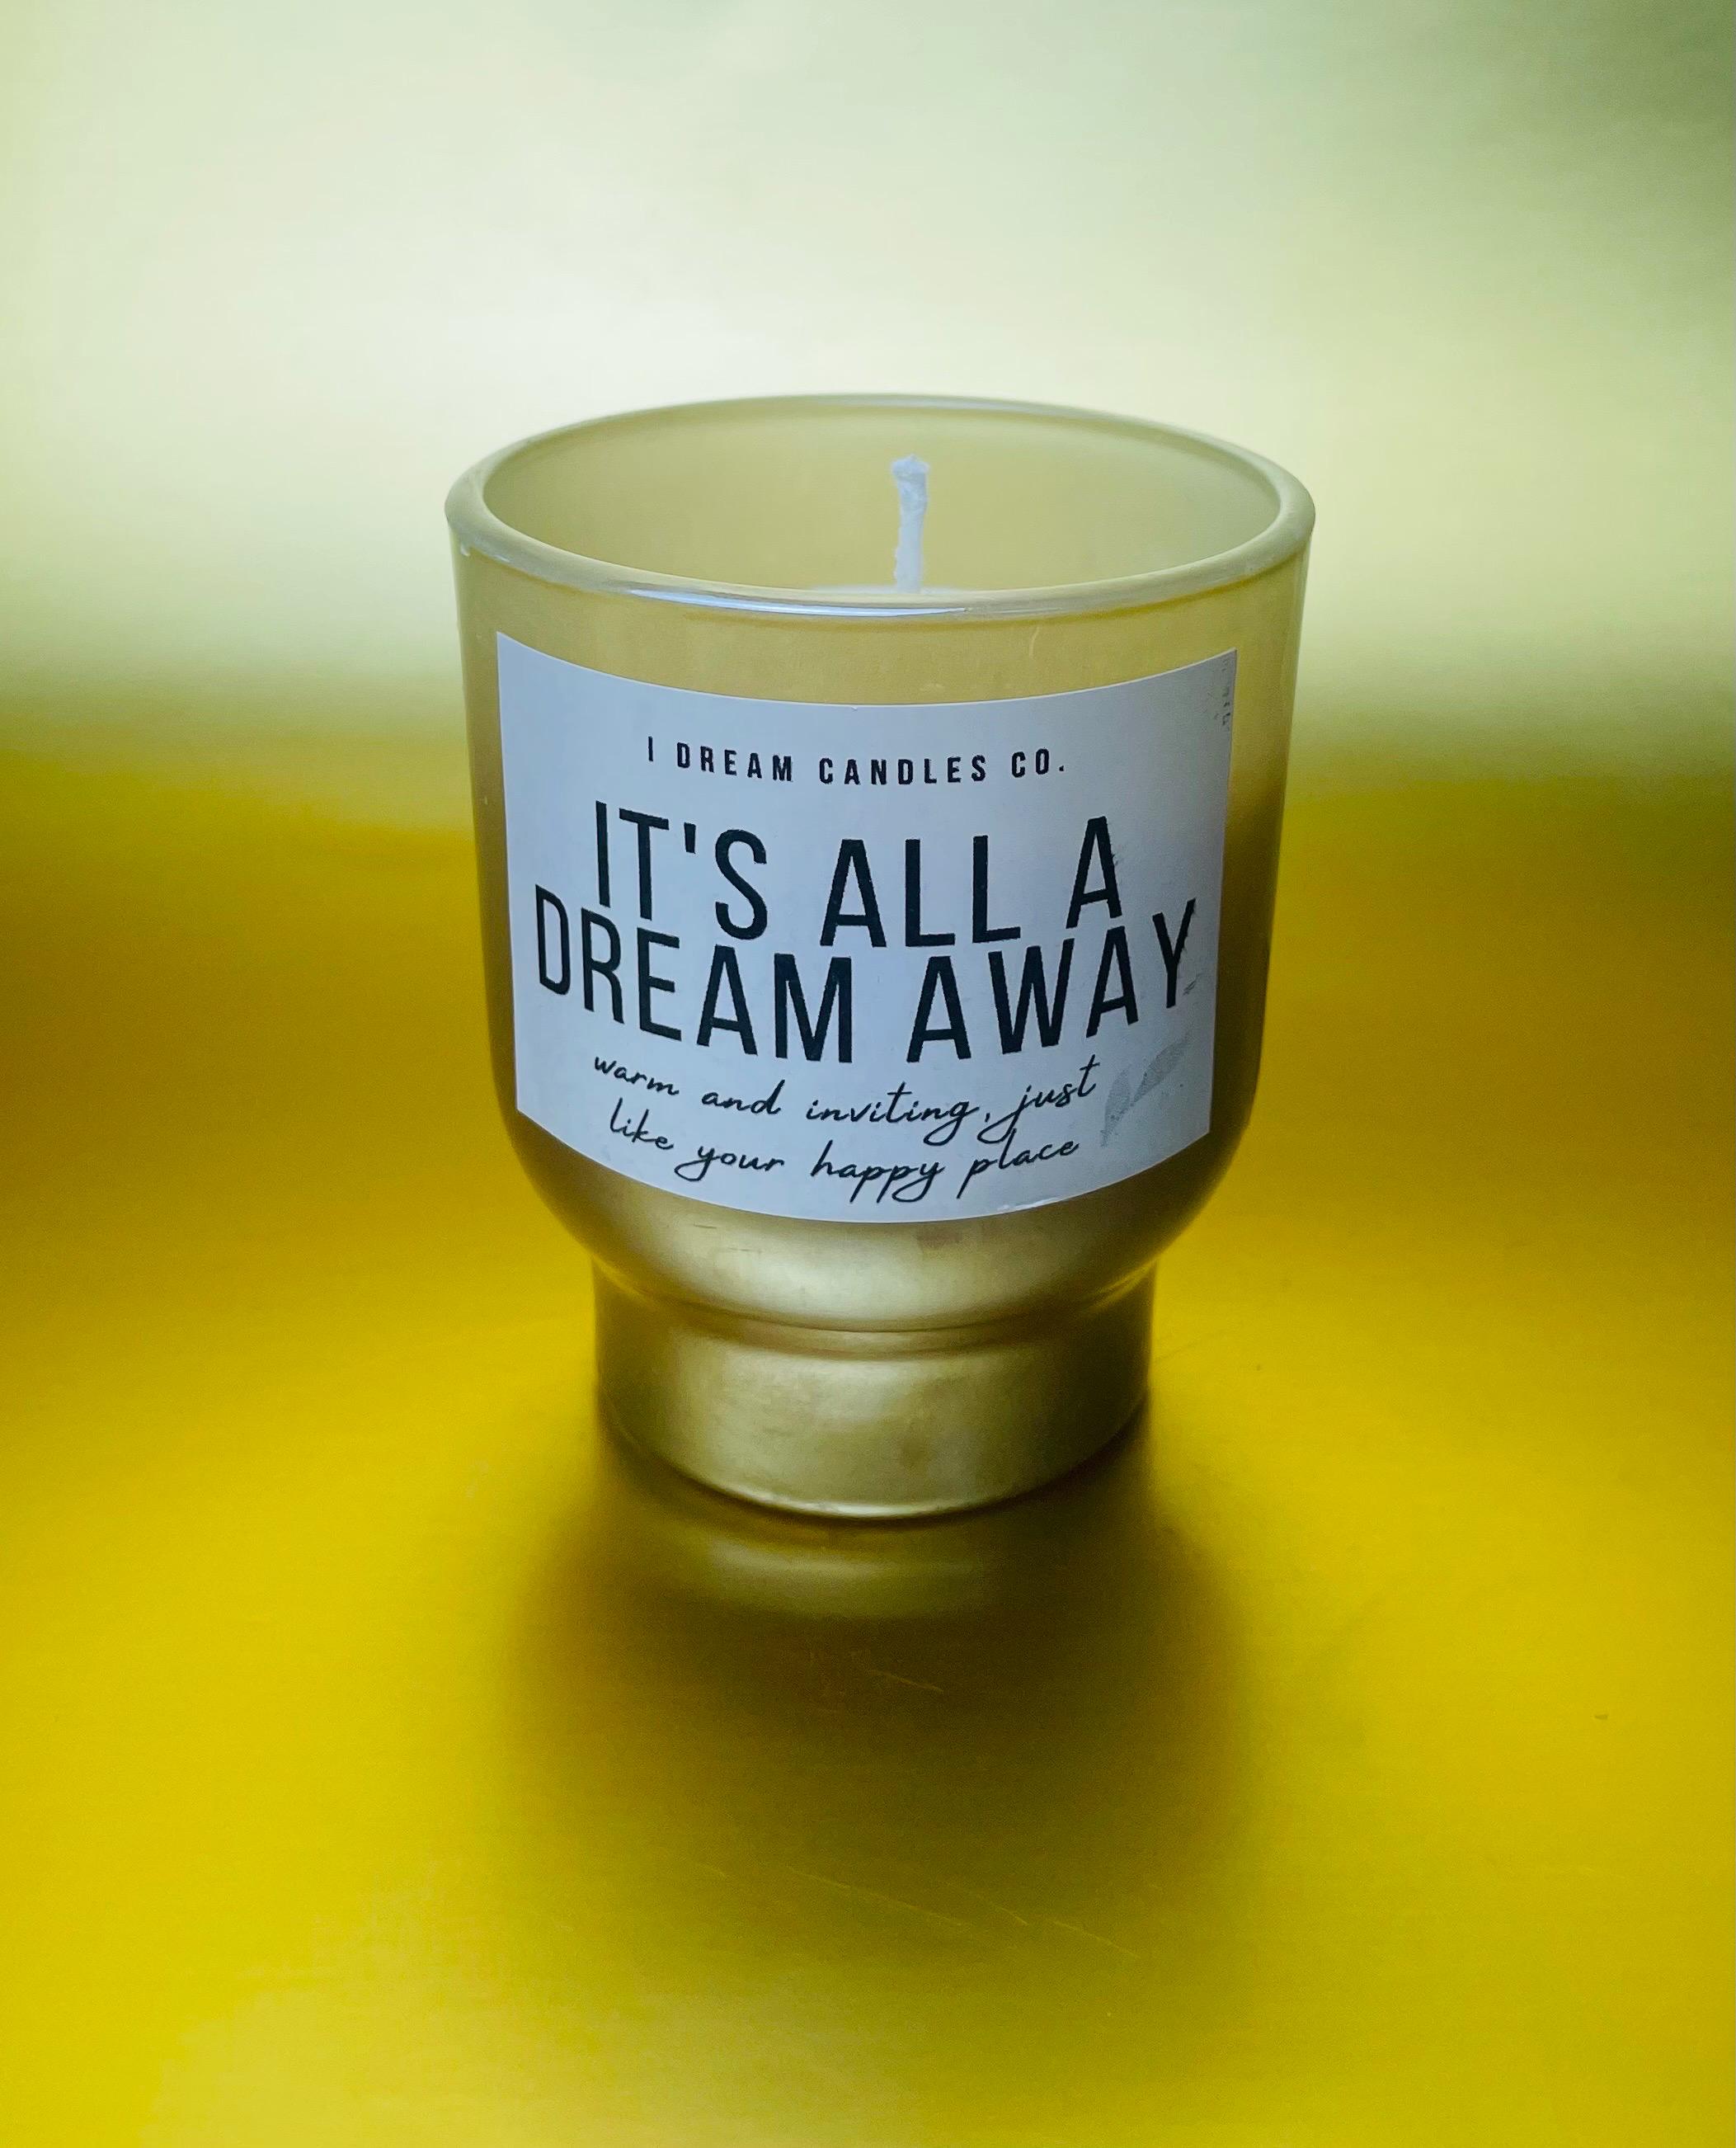 I DREAM CANDLES CO.
IT'S ALL A
DREAM AWAY
warm and inviting, just
like your happy place